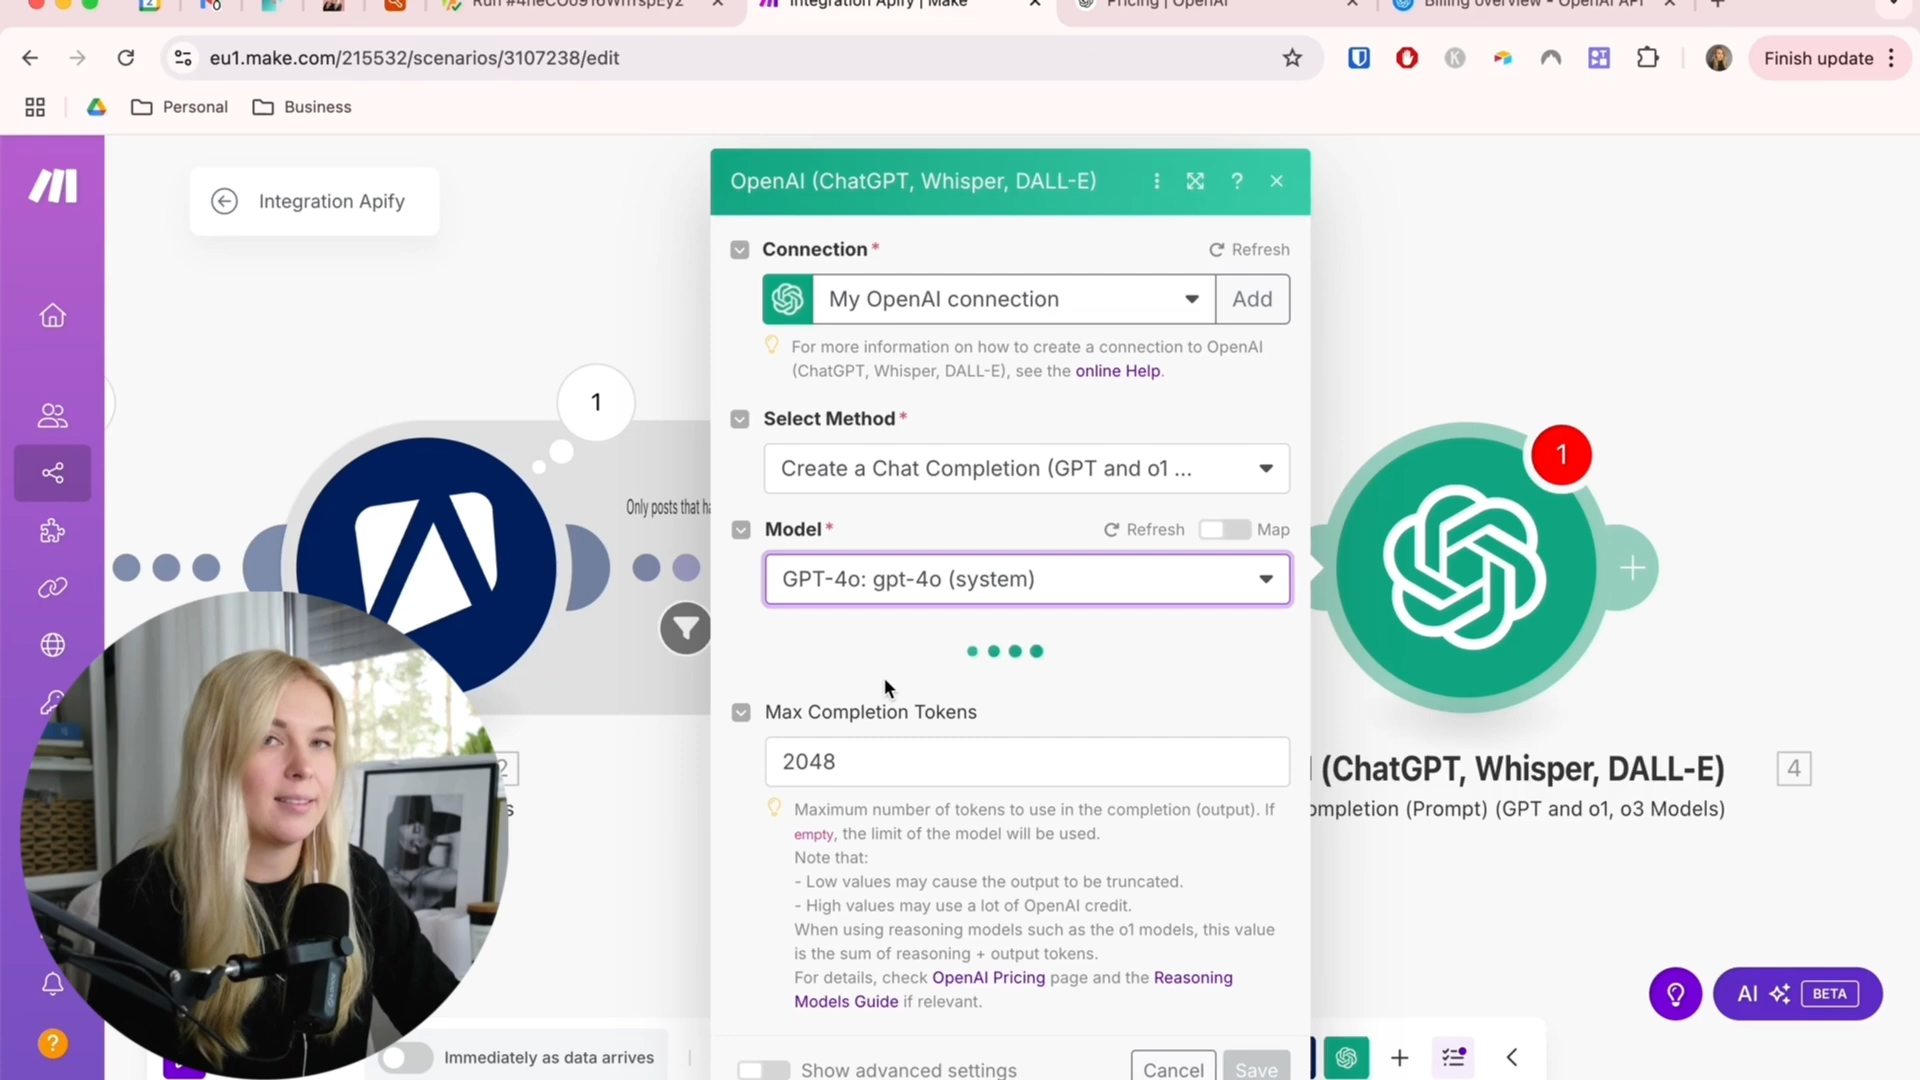 Integration Apify | Make
Pricing | OpenAI
Billing overview - OpenAI API
eu1.make.com/215532/scenarios/3107238/edit
Finish update
Personal
Business
Integration Apify
OpenAI (ChatGPT, Whisper, DALL-E)
Connection*
Refresh
My OpenAI connection
Add
For more information on how to create a connection to OpenAI
(ChatGPT, Whisper, DALL-E), see the online Help.
Select Method*
Create a Chat Completion (GPT and o1 ...
Model*
Refresh
Map
GPT-4o: gpt-4o (system)
Max Completion Tokens
2048
Maximum number of tokens to use in the completion (output). If
empty, the limit of the model will be used.
Note that:
- Low values may cause the output to be truncated.
- High values may use a lot of OpenAI credit.
When using reasoning models such as the o1 models, this value
is the sum of reasoning + output tokens.
For details, check OpenAI Pricing page and the Reasoning
Models Guide if relevant.
Show advanced settings
Cancel
Save
1
Only posts that ha
2
s
1
(ChatGPT, Whisper, DALL-E)
4
ompletion (Prompt) (GPT and o1, o3 Models)
AI
BETA
Immediately as data arrives